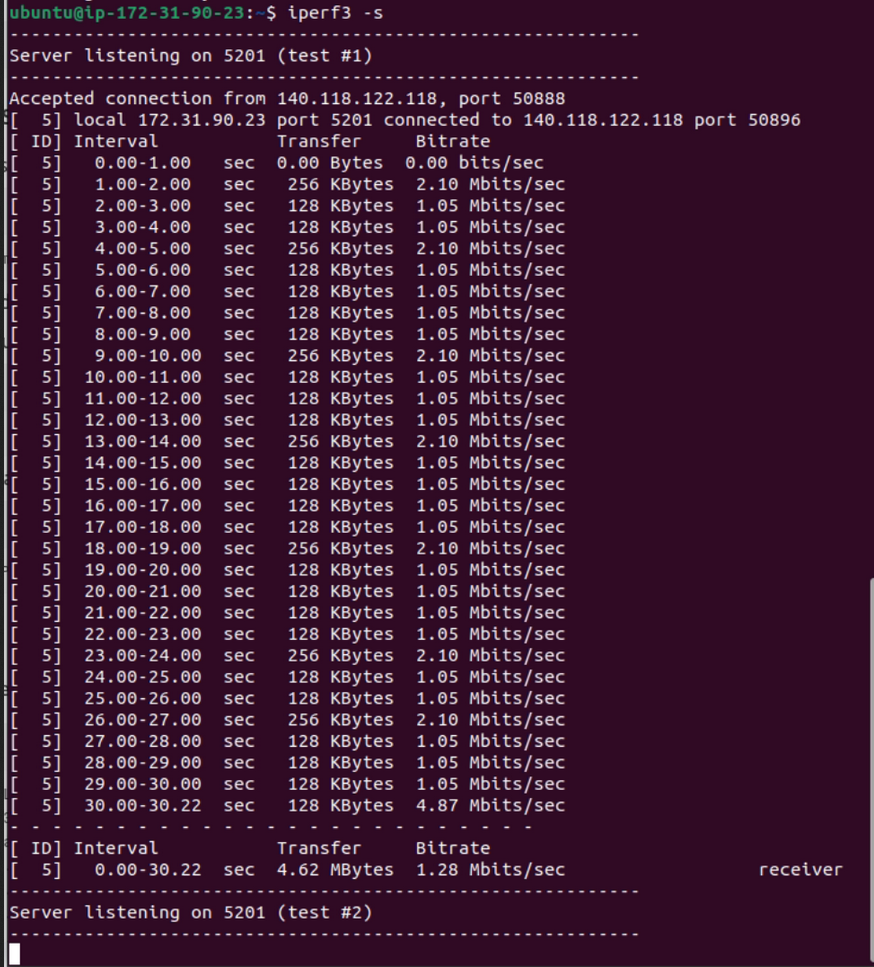 ubuntu@ip-172-31-90-23:~$ iperf3 -s
-----------------------------------------------------------
Server listening on 5201 (test #1)
-----------------------------------------------------------
Accepted connection from 140.118.122.118, port 50888
[  5] local 172.31.90.23 port 5201 connected to 140.118.122.118 port 50896
[ ID] Interval           Transfer     Bitrate
[  5]   0.00-1.00   sec  0.00 Bytes  0.00 bits/sec
[  5]   1.00-2.00   sec   256 KBytes  2.10 Mbits/sec
[  5]   2.00-3.00   sec   128 KBytes  1.05 Mbits/sec
[  5]   3.00-4.00   sec   128 KBytes  1.05 Mbits/sec
[  5]   4.00-5.00   sec   256 KBytes  2.10 Mbits/sec
[  5]   5.00-6.00   sec   128 KBytes  1.05 Mbits/sec
[  5]   6.00-7.00   sec   128 KBytes  1.05 Mbits/sec
[  5]   7.00-8.00   sec   128 KBytes  1.05 Mbits/sec
[  5]   8.00-9.00   sec   128 KBytes  1.05 Mbits/sec
[  5]   9.00-10.00  sec   256 KBytes  2.10 Mbits/sec
[  5]  10.00-11.00  sec   128 KBytes  1.05 Mbits/sec
[  5]  11.00-12.00  sec   128 KBytes  1.05 Mbits/sec
[  5]  12.00-13.00  sec   128 KBytes  1.05 Mbits/sec
[  5]  13.00-14.00  sec   256 KBytes  2.10 Mbits/sec
[  5]  14.00-15.00  sec   128 KBytes  1.05 Mbits/sec
[  5]  15.00-16.00  sec   128 KBytes  1.05 Mbits/sec
[  5]  16.00-17.00  sec   128 KBytes  1.05 Mbits/sec
[  5]  17.00-18.00  sec   128 KBytes  1.05 Mbits/sec
[  5]  18.00-19.00  sec   256 KBytes  2.10 Mbits/sec
[  5]  19.00-20.00  sec   128 KBytes  1.05 Mbits/sec
[  5]  20.00-21.00  sec   128 KBytes  1.05 Mbits/sec
[  5]  21.00-22.00  sec   128 KBytes  1.05 Mbits/sec
[  5]  22.00-23.00  sec   128 KBytes  1.05 Mbits/sec
[  5]  23.00-24.00  sec   256 KBytes  2.10 Mbits/sec
[  5]  24.00-25.00  sec   128 KBytes  1.05 Mbits/sec
[  5]  25.00-26.00  sec   128 KBytes  1.05 Mbits/sec
[  5]  26.00-27.00  sec   256 KBytes  2.10 Mbits/sec
[  5]  27.00-28.00  sec   128 KBytes  1.05 Mbits/sec
[  5]  28.00-29.00  sec   128 KBytes  1.05 Mbits/sec
[  5]  29.00-30.00  sec   128 KBytes  1.05 Mbits/sec
[  5]  30.00-30.22  sec   128 KBytes  4.87 Mbits/sec
- - - - - - - - - - - - - - - - - - - - - - - - -
[ ID] Interval           Transfer     Bitrate
[  5]   0.00-30.22  sec  4.62 MBytes  1.28 Mbits/sec                  receiver
-----------------------------------------------------------
Server listening on 5201 (test #2)
-----------------------------------------------------------